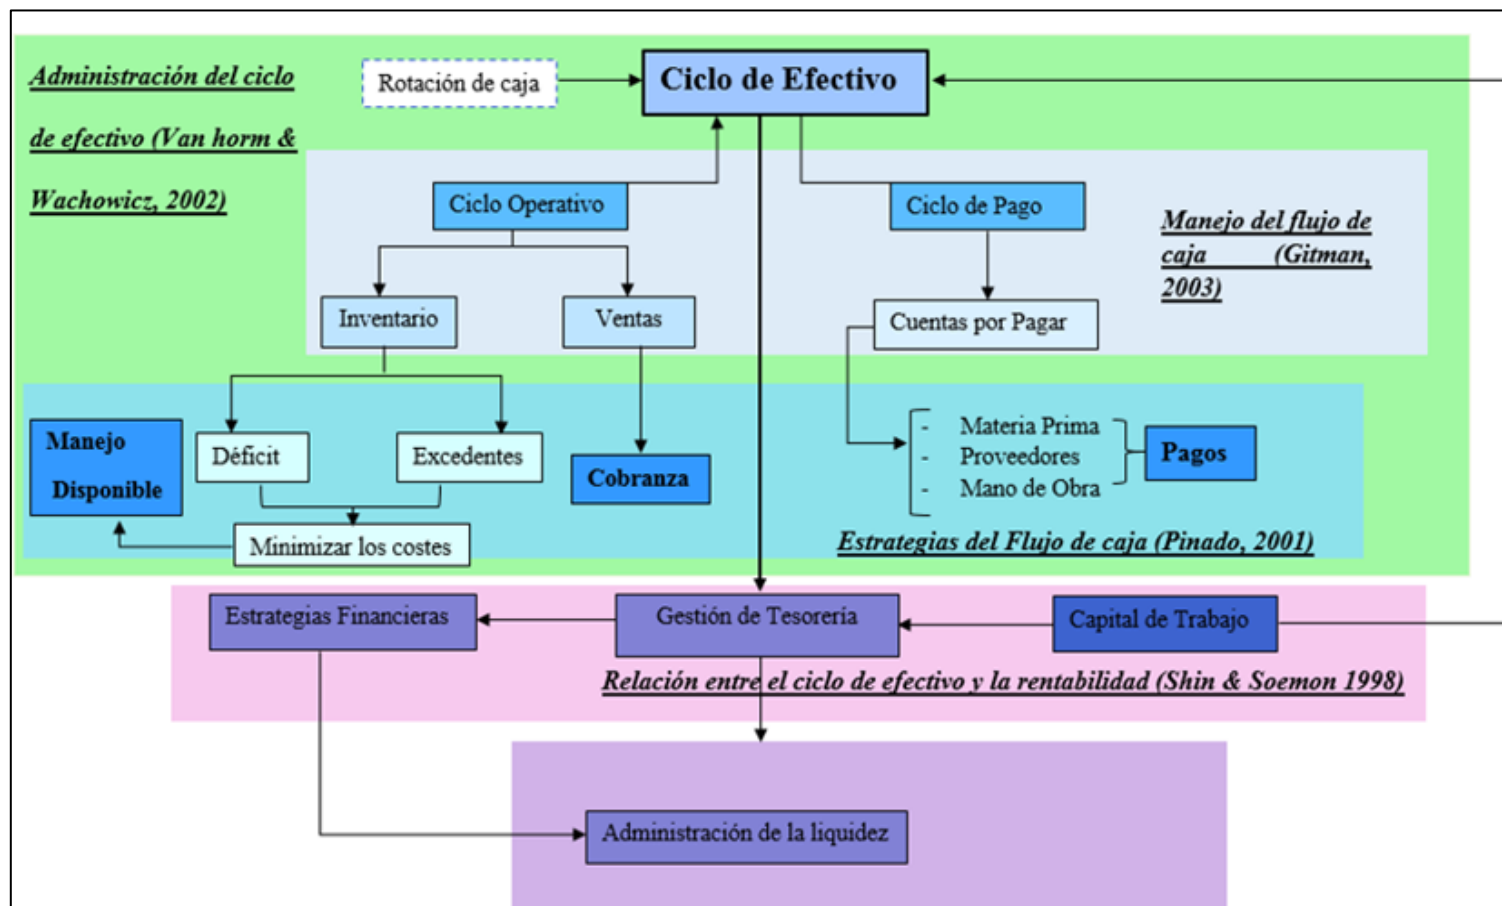 Administración del ciclo
de efectivo (Van horm &
Wachowicz, 2002)
Rotación de caja
Ciclo de Efectivo
Ciclo Operativo
Ciclo de Pago
Manejo del flujo de
caja (Gitman,
2003)
Inventario
Ventas
Cuentas por Pagar
Manejo
Disponible
Déficit
Excedentes
Cobranza
- Materia Prima
- Proveedores
- Mano de Obra
Pagos
Minimizar los costes
Estrategias del Flujo de caja (Pinado, 2001)
Estrategias Financieras
Gestión de Tesorería
Capital de Trabajo
Relación entre el ciclo de efectivo y la rentabilidad (Shin & Soemon 1998)
Administración de la liquidez